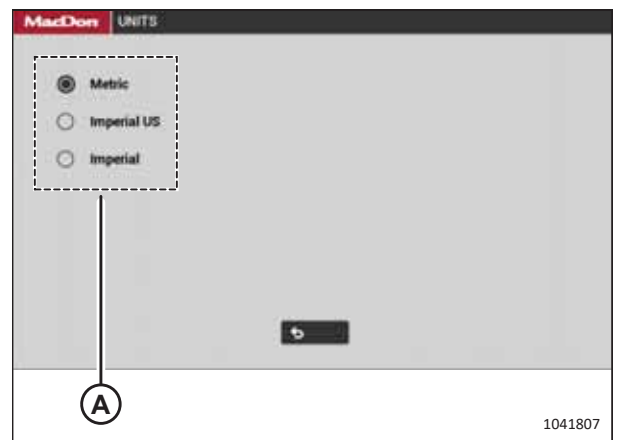 MacDon UNITS
Metric
Imperial US
Imperial
A
1041807